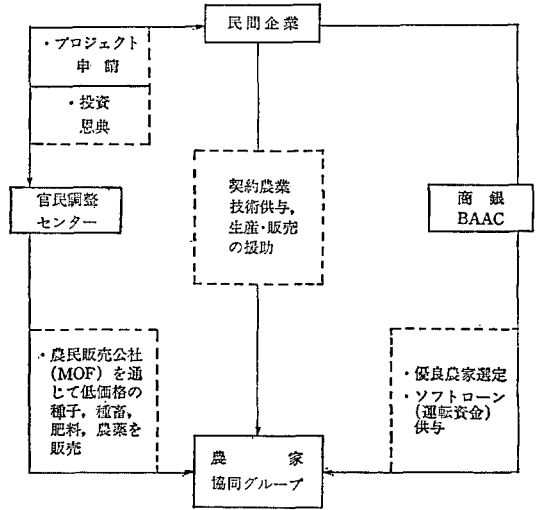 民間企業
・プロジェクト
申請
・投資
恩典
官民調整
センター
契約農業
技術供与，
生産・販売
の援助
商銀
BAAC
・農民販売公社
(MOF) を通
じて低価格の
種子，種畜，
肥料，農薬を
販売
・優良農家選定
・ソフトローン
(運転資金)
供与
農家
協同グループ